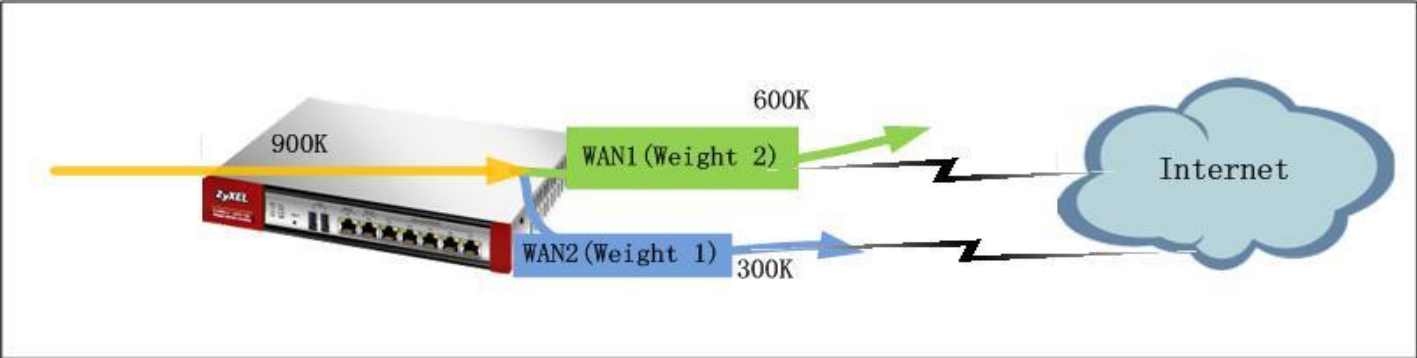 600K
900K
WAN1(Weight 2)
Internet
ZyXEL
WAN2(Weight 1)
300K